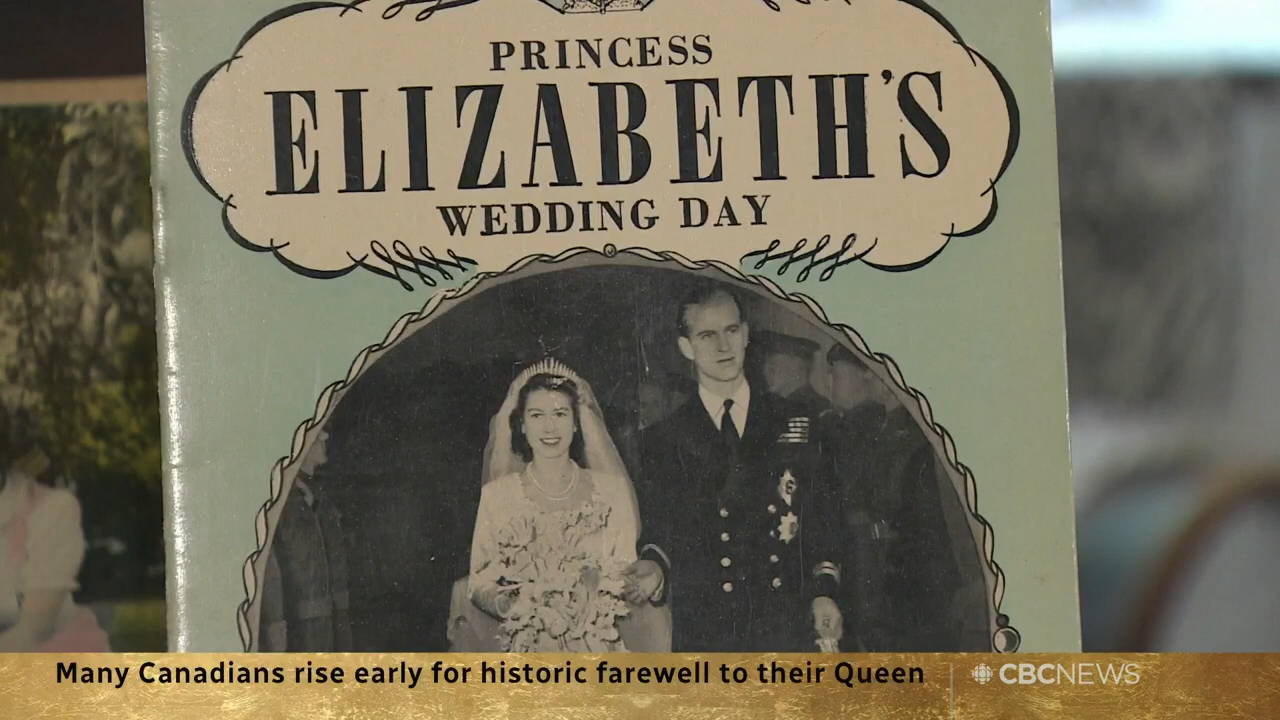 PRINCESS
ELIZABETH'S
WEDDING DAY
Many Canadians rise early for historic farewell to their Queen
CBCNEWS